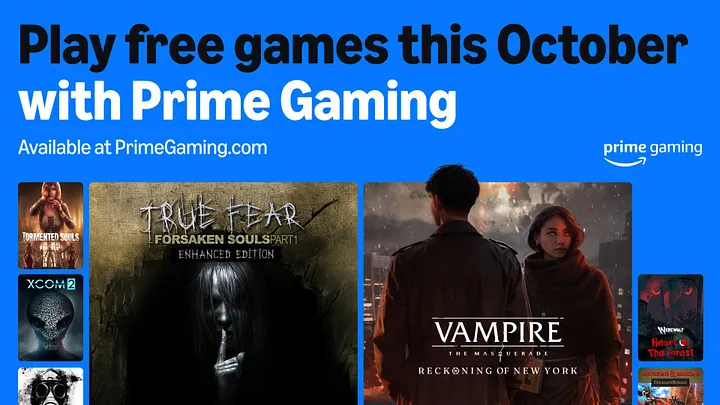 Play free games this October
with Prime Gaming
Available at PrimeGaming.com
prime gaming
TORMENTED SOULS
XCOM 2
TRUE FEAR
FORSAKEN SOULS PART 1
ENHANCED EDITION
VAMPIRE
THE MASQUERADE
RECKONING OF NEW YORK
WEREWOLF
Heart of
The Forest